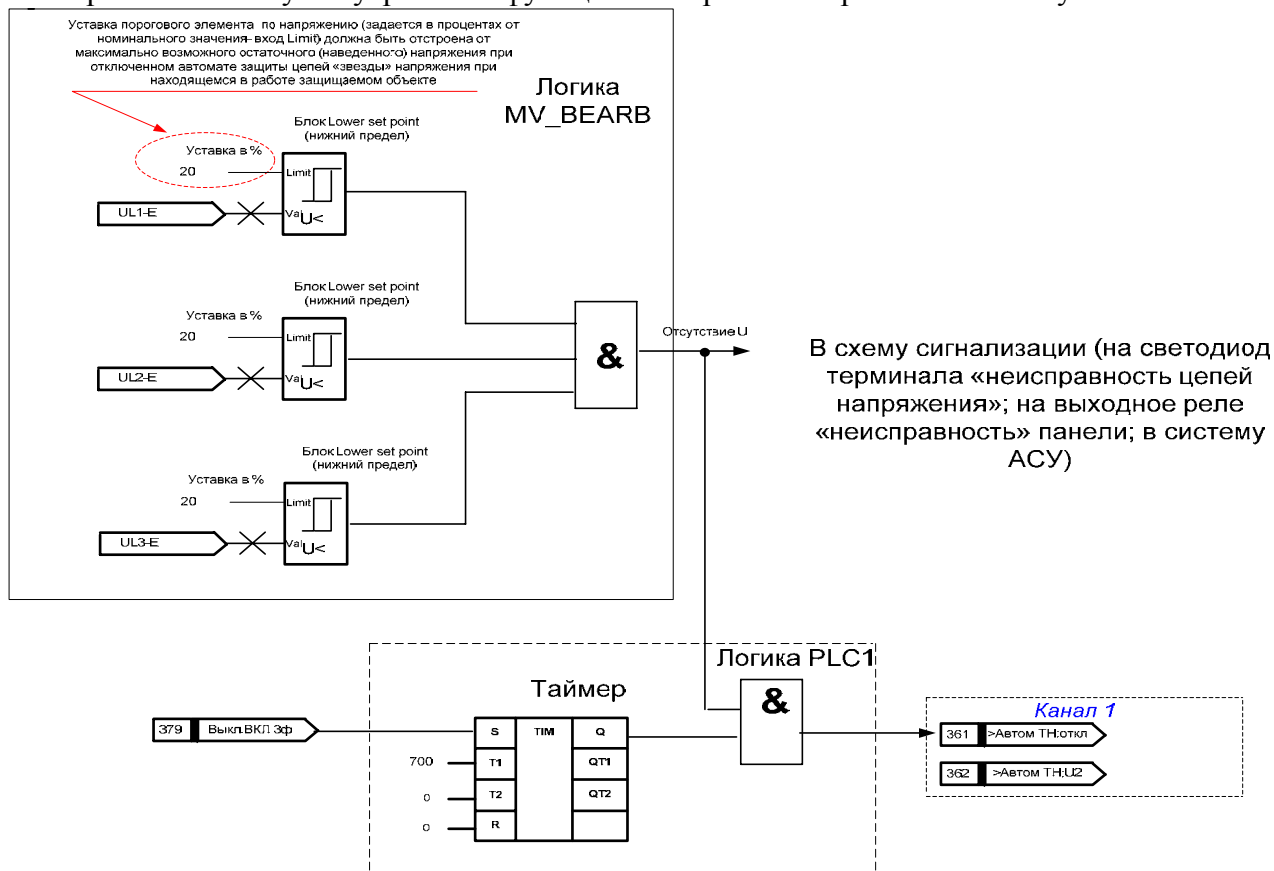 Уставка порогового элемента по напряжению (задается в процентах от
номинального значения- вход Limit) должна быть отстроена от
максимально возможного остаточного (наведенного) напряжения при
отключенном автомате защиты цепей «звезды» напряжения при
находящемся в работе защищаемом объекте
Логика
MV_BEARB
Блок Lower set point
(нижний предел)
Уставка в %
20
Limit
UL1-E
Val
U<
Блок Lower set point
(нижний предел)
Уставка в %
20
Limit
UL2-E
Val
U<
&
Отсутствие U
В схему сигнализации (на светодиод
терминала «неисправность цепей
напряжения»; на выходное реле
«неисправность» панели; в систему
АСУ)
Блок Lower set point
(нижний предел)
Уставка в %
20
Limit
UL3-E
Val
U<
Логика PLC1
Таймер
&
379 Выкл.ВКЛ 3ф
S TIM Q
700 T1 QT1
0 T2 QT2
0 R
Канал 1
361 >Автом ТН:откл
362 >Автом ТН:U2